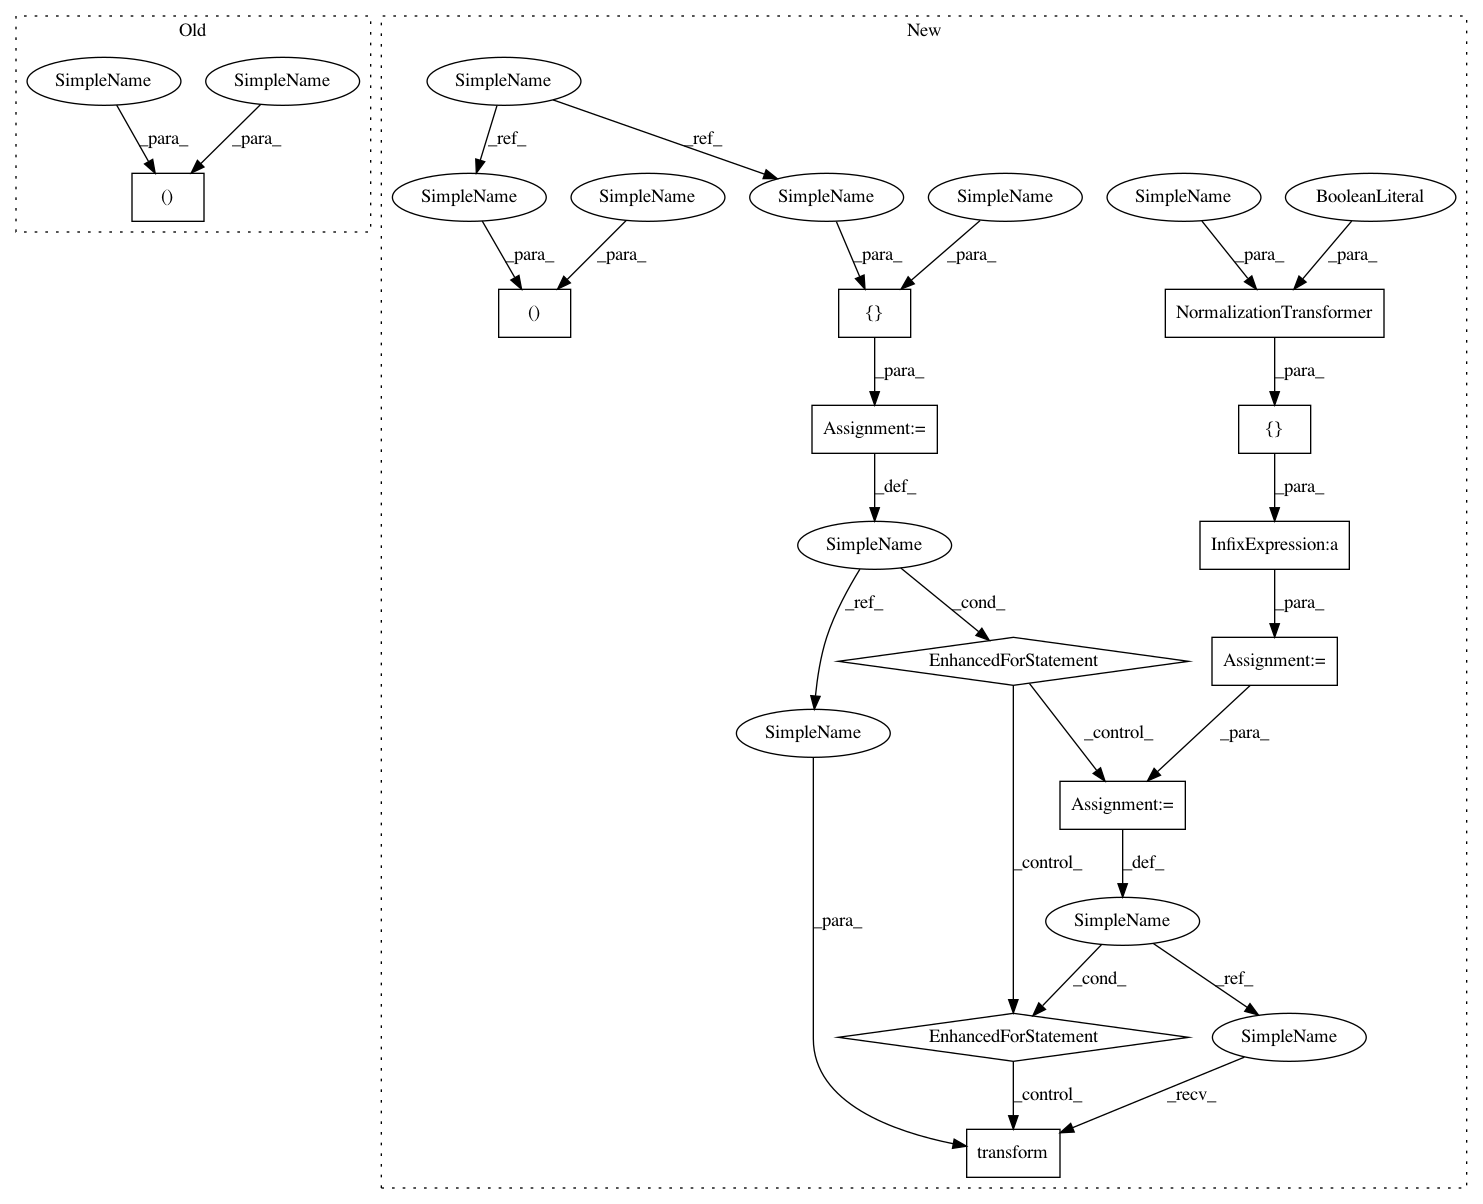 Old
New
SimpleName
SimpleName
SimpleName
_para_
_para_
_ref_
_ref_
()
SimpleName
SimpleName
SimpleName
SimpleName
SimpleName
BooleanLiteral
_para_
_para_
_para_
_para_
_para_
_para_
()
{}
NormalizationTransformer
_para_
_para_
Assignment:=
{}
_def_
_para_
SimpleName
InfixExpression:a
_ref_
_cond_
_para_
EnhancedForStatement
Assignment:=
SimpleName
_control_
_para_
Assignment:=
_control_
_def_
_para_
SimpleName
_cond_
_ref_
EnhancedForStatement
SimpleName
_control_
_recv_
transform